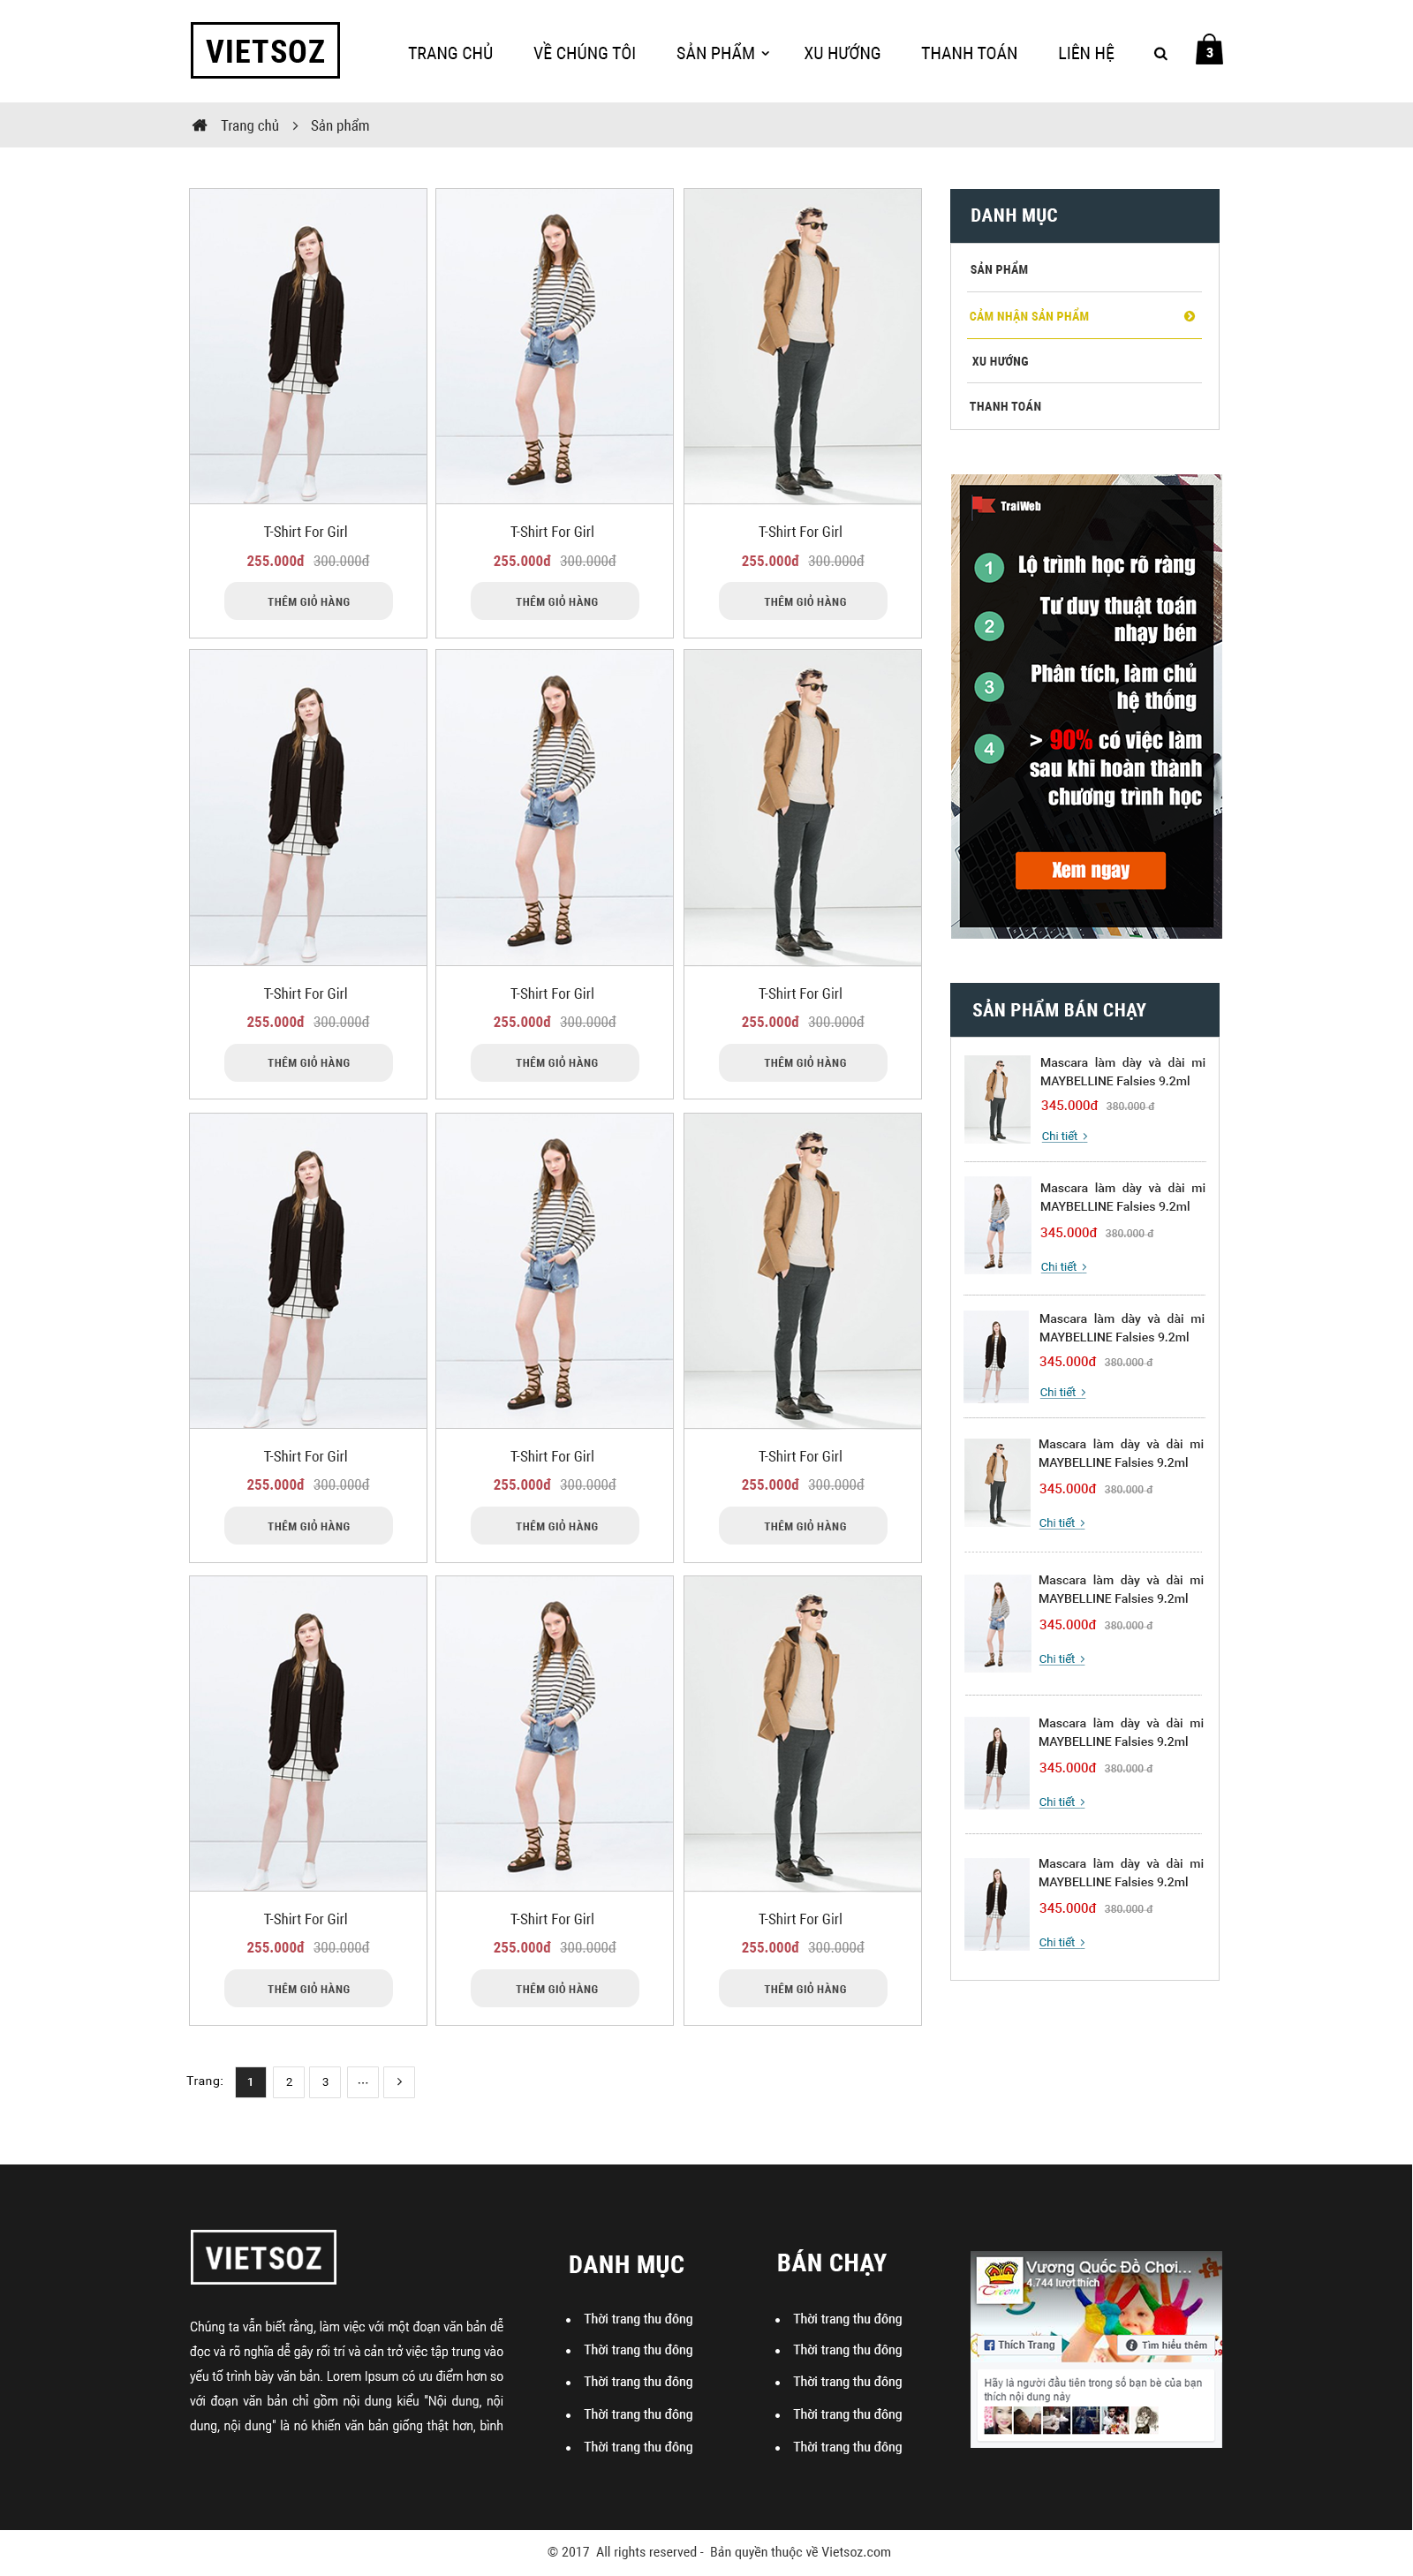 VIETSOZ
TRANG CHỦ VỀ CHÚNG TÔI SẢN PHẨM XU HƯỚNG THANH TOÁN LIÊN HỆ 3
Trang chủ > Sản phẩm
T-Shirt For Girl
255.000đ 300.000đ
THÊM GIỎ HÀNG
T-Shirt For Girl
255.000đ 300.000đ
THÊM GIỎ HÀNG
T-Shirt For Girl
255.000đ 300.000đ
THÊM GIỎ HÀNG
T-Shirt For Girl
255.000đ 300.000đ
THÊM GIỎ HÀNG
T-Shirt For Girl
255.000đ 300.000đ
THÊM GIỎ HÀNG
T-Shirt For Girl
255.000đ 300.000đ
THÊM GIỎ HÀNG
T-Shirt For Girl
255.000đ 300.000đ
THÊM GIỎ HÀNG
T-Shirt For Girl
255.000đ 300.000đ
THÊM GIỎ HÀNG
T-Shirt For Girl
255.000đ 300.000đ
THÊM GIỎ HÀNG
T-Shirt For Girl
255.000đ 300.000đ
THÊM GIỎ HÀNG
T-Shirt For Girl
255.000đ 300.000đ
THÊM GIỎ HÀNG
T-Shirt For Girl
255.000đ 300.000đ
THÊM GIỎ HÀNG
Trang: 1 2 3 ... >
DANH MỤC
SẢN PHẨM
CẢM NHẬN SẢN PHẨM
XU HƯỚNG
THANH TOÁN
TraiWeb
1 Lộ trình học rõ ràng
2 Tư duy thuật toán
nhạy bén
3 Phân tích, làm chủ
hệ thống
4 > 90% có việc làm
sau khi hoàn thành
chương trình học
Xem ngay
SẢN PHẨM BÁN CHẠY
Mascara làm dày và dài mi
MAYBELLINE Falsies 9.2ml
345.000đ 380.000 đ
Chi tiết >
Mascara làm dày và dài mi
MAYBELLINE Falsies 9.2ml
345.000đ 380.000 đ
Chi tiết >
Mascara làm dày và dài mi
MAYBELLINE Falsies 9.2ml
345.000đ 380.000 đ
Chi tiết >
Mascara làm dày và dài mi
MAYBELLINE Falsies 9.2ml
345.000đ 380.000 đ
Chi tiết >
Mascara làm dày và dài mi
MAYBELLINE Falsies 9.2ml
345.000đ 380.000 đ
Chi tiết >
Mascara làm dày và dài mi
MAYBELLINE Falsies 9.2ml
345.000đ 380.000 đ
Chi tiết >
Mascara làm dày và dài mi
MAYBELLINE Falsies 9.2ml
345.000đ 380.000 đ
Chi tiết >
VIETSOZ
Chúng ta vẫn biết rằng, làm việc với một đoạn văn bản dễ
đọc và rõ nghĩa dễ gây rối trí và cản trở việc tập trung vào
yếu tố trình bày văn bản. Lorem Ipsum có ưu điểm hơn so
với đoạn văn bản chỉ gồm nội dung kiểu "Nội dung, nội
dung, nội dung" là nó khiến văn bản giống thật hơn, bình
DANH MỤC
• Thời trang thu đông
• Thời trang thu đông
• Thời trang thu đông
• Thời trang thu đông
• Thời trang thu đông
BÁN CHẠY
• Thời trang thu đông
• Thời trang thu đông
• Thời trang thu đông
• Thời trang thu đông
• Thời trang thu đông
Vương Quốc Đồ Chơi...
4.744 lượt thích
Thích Trang
Tìm hiểu thêm
Hãy là người đầu tiên trong số bạn bè của bạn
thích nội dung này
© 2017 All rights reserved - Bản quyền thuộc về Vietsoz.com